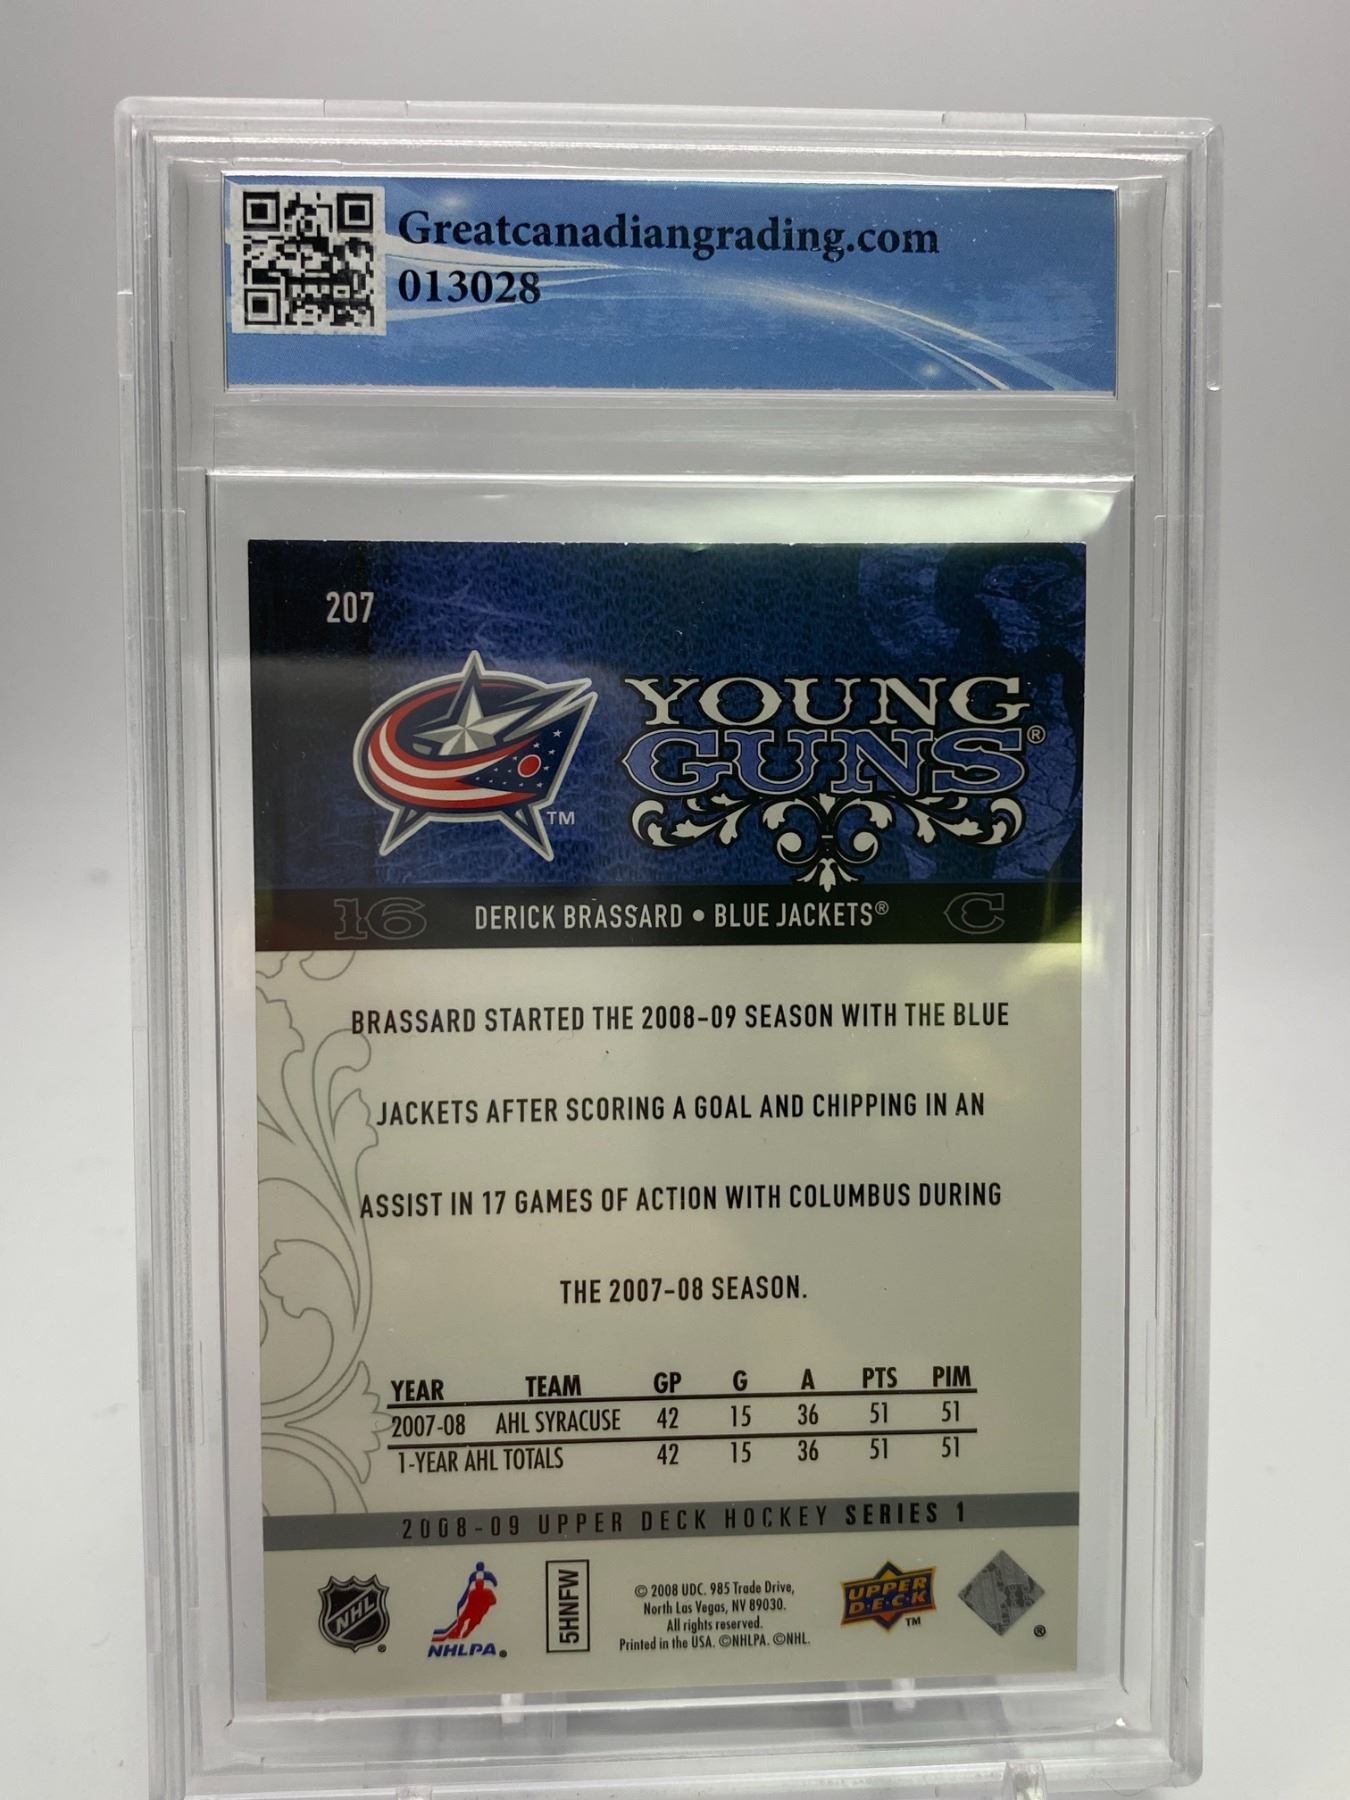 Greatcanadiangrading.com
013028
207
YOUNG
GUNS®
TM
16 DERICK BRASSARD • BLUE JACKETS® C
BRASSARD STARTED THE 2008-09 SEASON WITH THE BLUE
JACKETS AFTER SCORING A GOAL AND CHIPPING IN AN
ASSIST IN 17 GAMES OF ACTION WITH COLUMBUS DURING
THE 2007-08 SEASON.
YEAR TEAM GP G A PTS PIM
2007-08 AHL SYRACUSE 42 15 36 51 51
1-YEAR AHL TOTALS 42 15 36 51 51
2008-09 UPPER DECK HOCKEY SERIES 1
NHL ®
NHLPA®
5HNFW
© 2008 UDC. 985 Trade Drive,
North Las Vegas, NV 89030.
All rights reserved.
Printed in the USA. ©NHLPA. ©NHL.
UPPER
DECK
TM
®